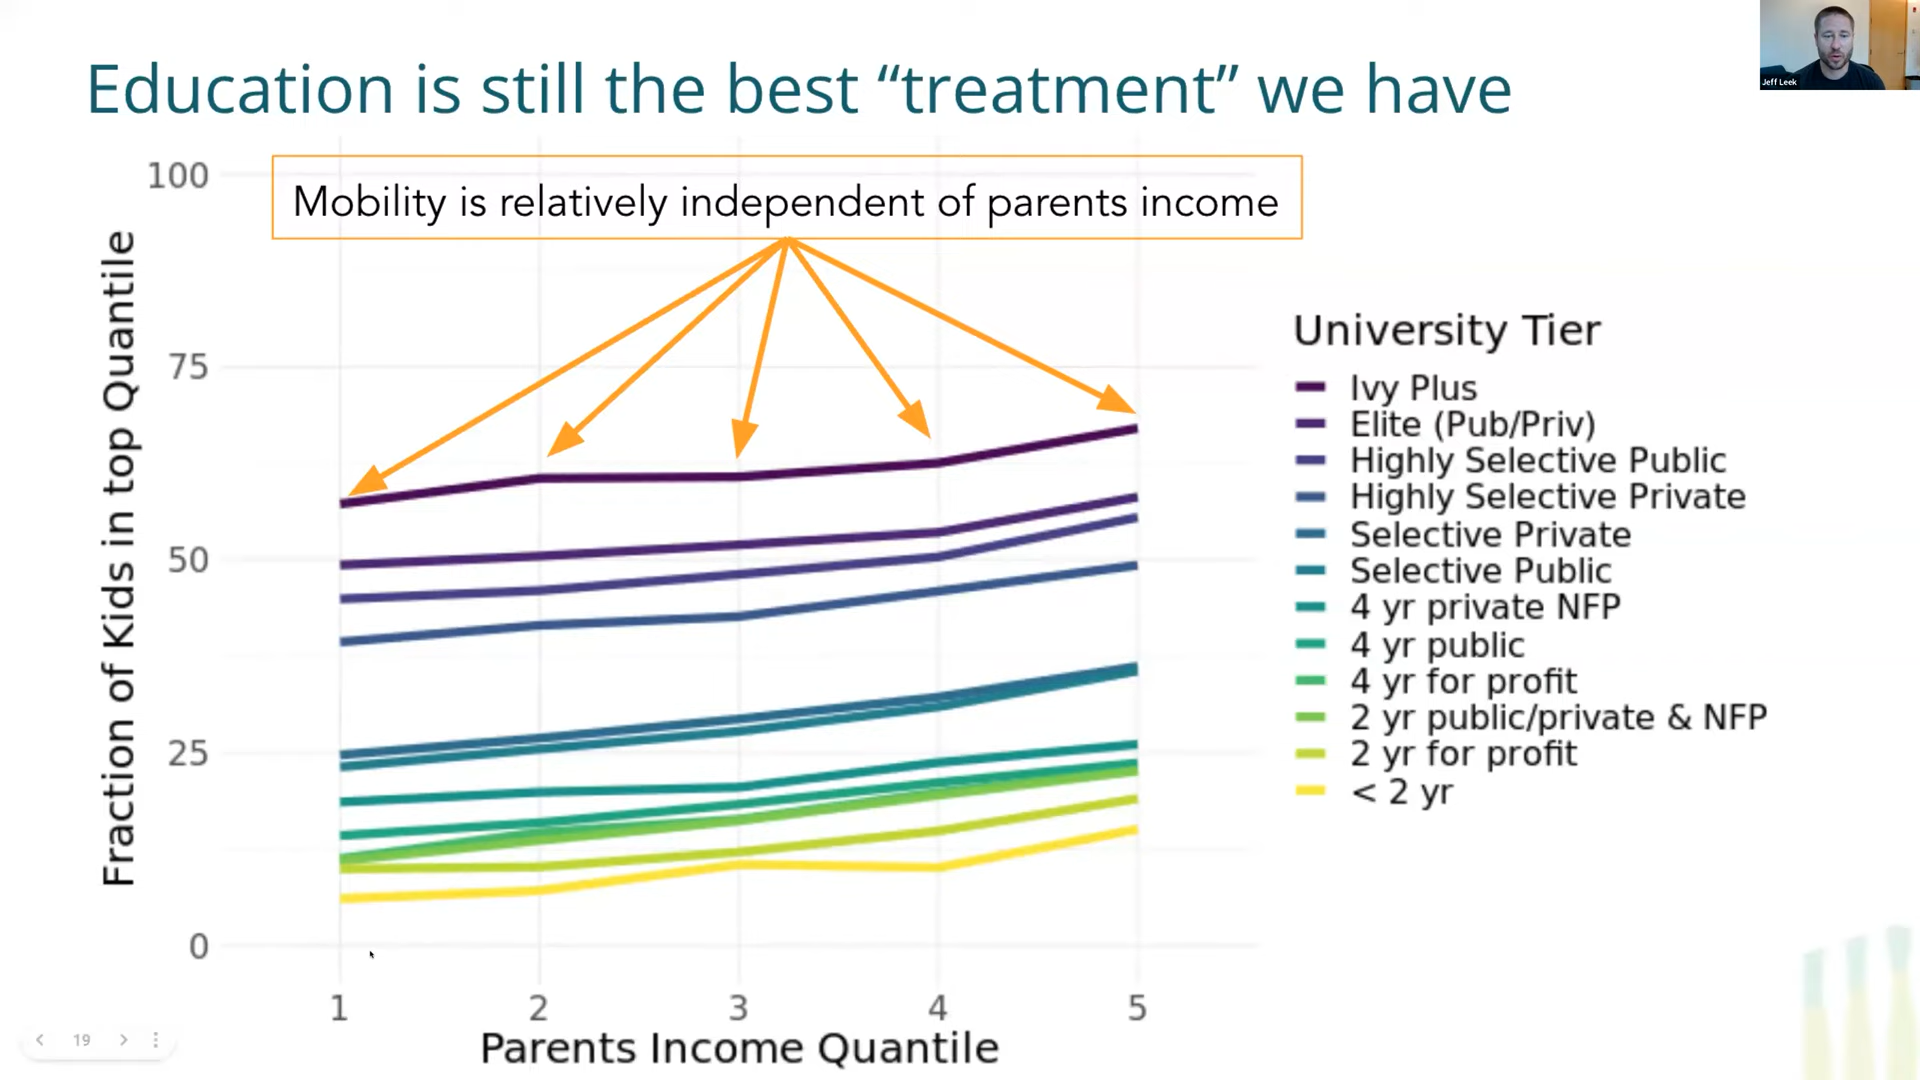 Education is still the best “treatment” we have
Jeff Leek
Mobility is relatively independent of parents income
Fraction of Kids in top Quantile
100
75
50
25
0
1 2 3 4 5
Parents Income Quantile
University Tier
Ivy Plus
Elite (Pub/Priv)
Highly Selective Public
Highly Selective Private
Selective Private
Selective Public
4 yr private NFP
4 yr public
4 yr for profit
2 yr public/private & NFP
2 yr for profit
< 2 yr
19